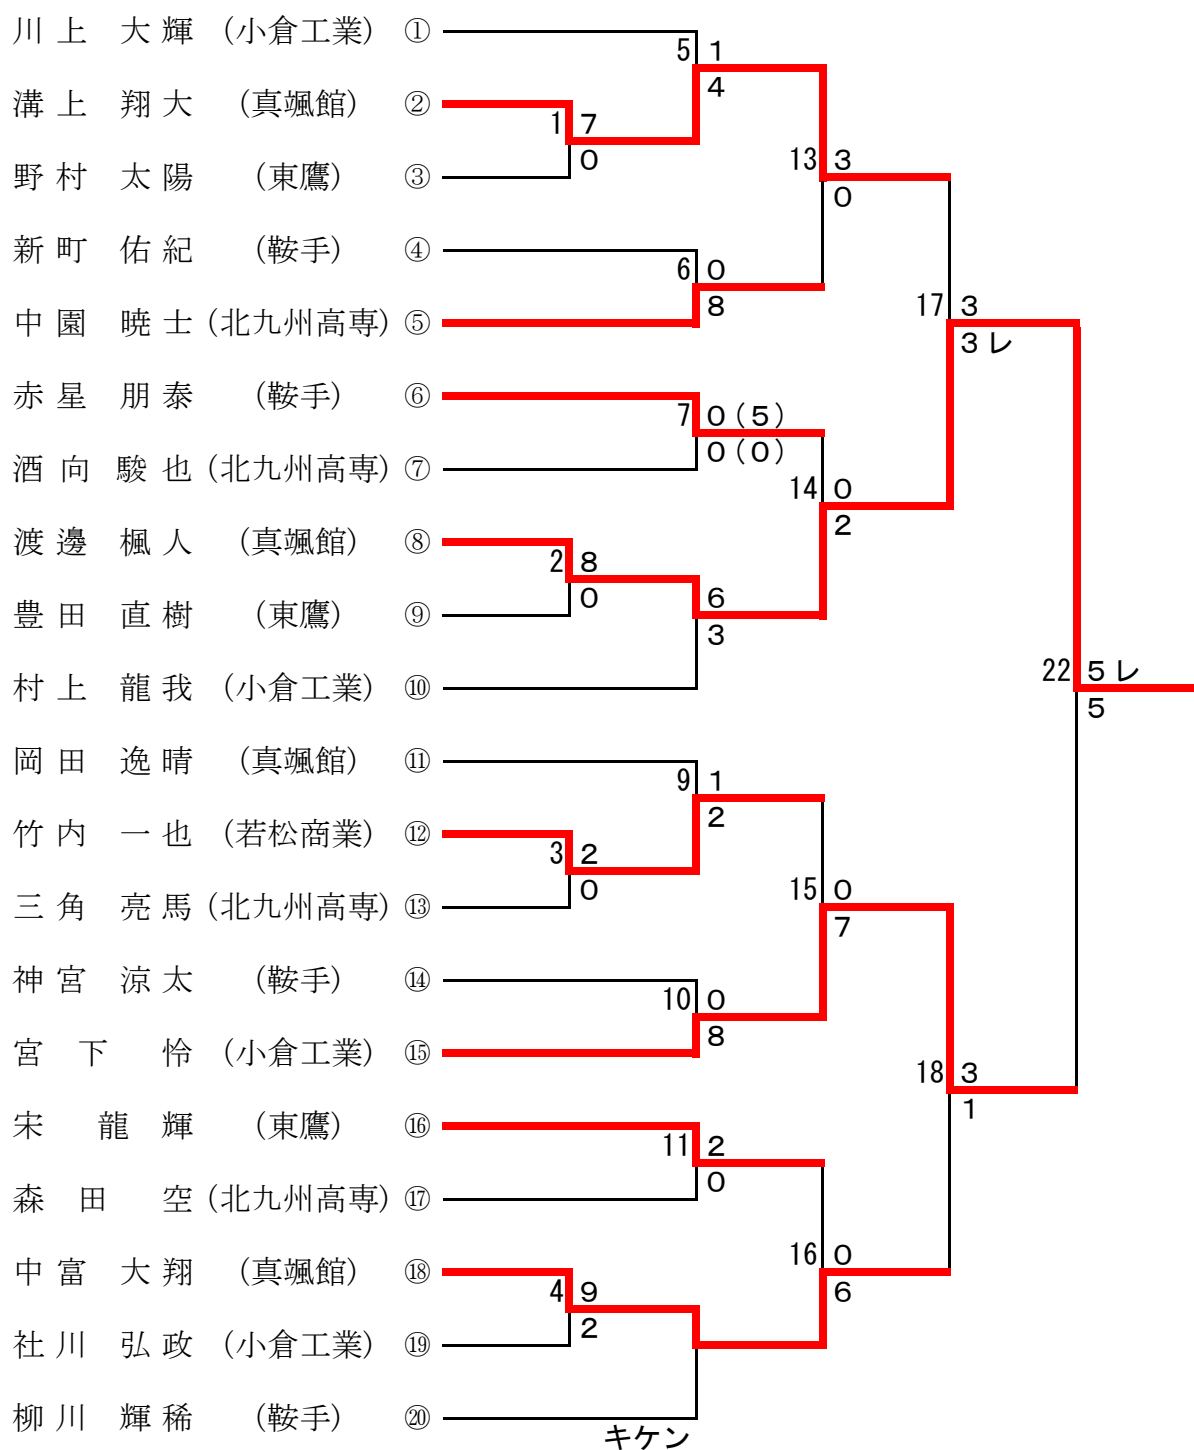 川上 大輝 (小倉工業) ①
5 1
4
溝上 翔大 (真颯館) ②
1 7
0
13 3
0
野村 太陽 (東鷹) ③
新町 佑紀 (鞍手) ④
6 0
8
17 3
3レ
中園 暁士 (北九州高専) ⑤
赤星 朋泰 (鞍手) ⑥
7 0(5)
0(0)
酒向 駿也 (北九州高専) ⑦
14 0
2
渡邊 楓人 (真颯館) ⑧
2 8
0
6
3
豊田 直樹 (東鷹) ⑨
村上 龍我 (小倉工業) ⑩
22 5レ
5
岡田 逸晴 (真颯館) ⑪
9 1
2
竹内 一也 (若松商業) ⑫
3 2
0
15 0
7
三角 亮馬 (北九州高専) ⑬
神宮 涼太 (鞍手) ⑭
10 0
8
宮下 怜 (小倉工業) ⑮
18 3
1
宋 龍輝 (東鷹) ⑯
11 2
0
森田 空 (北九州高専) ⑰
16 0
6
中富 大翔 (真颯館) ⑱
4 9
2
社川 弘政 (小倉工業) ⑲
柳川 輝稀 (鞍手) ⑳
キケン